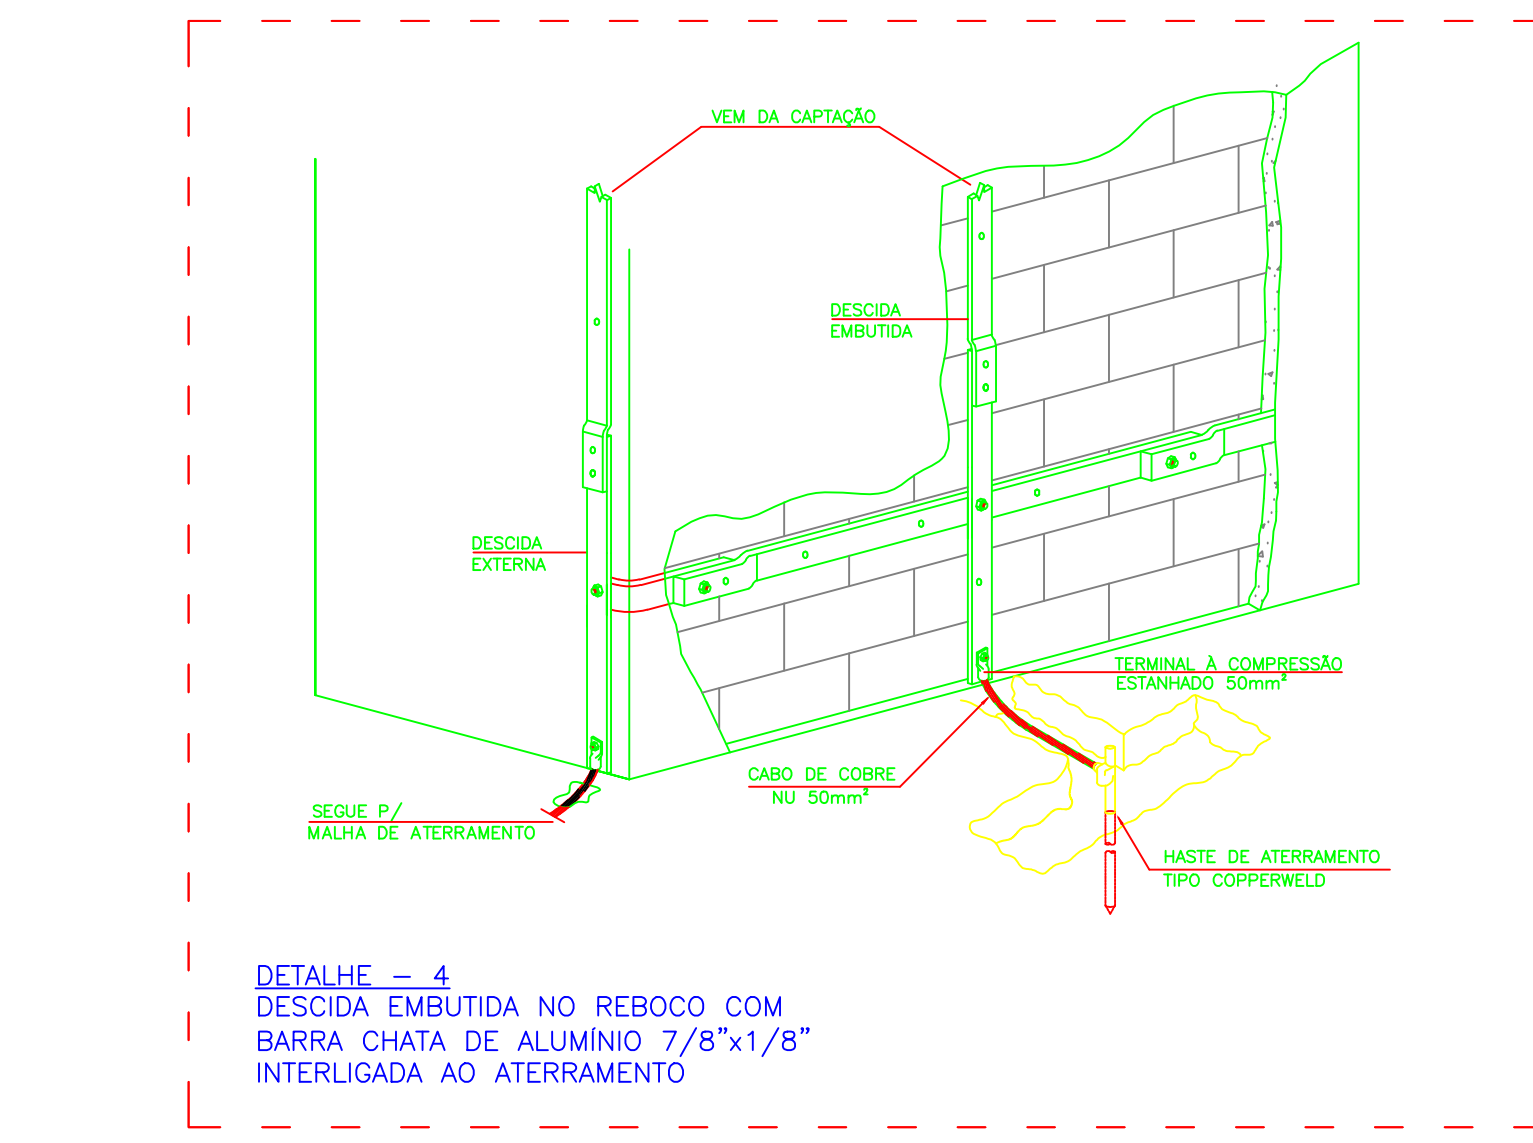 VEM DA CAPTAÇÃO
DESCIDA
EMBUTIDA
DESCIDA
EXTERNA
TERMINAL À COMPRESSÃO
ESTANHADO 50mm²
CABO DE COBRE
NU 50mm²
SEGUE P/
MALHA DE ATERRAMENTO
HASTE DE ATERRAMENTO
TIPO COPPERWELD
DETALHE – 4
DESCIDA EMBUTIDA NO REBOCO COM
BARRA CHATA DE ALUMÍNIO 7/8”x1/8”
INTERLIGADA AO ATERRAMENTO